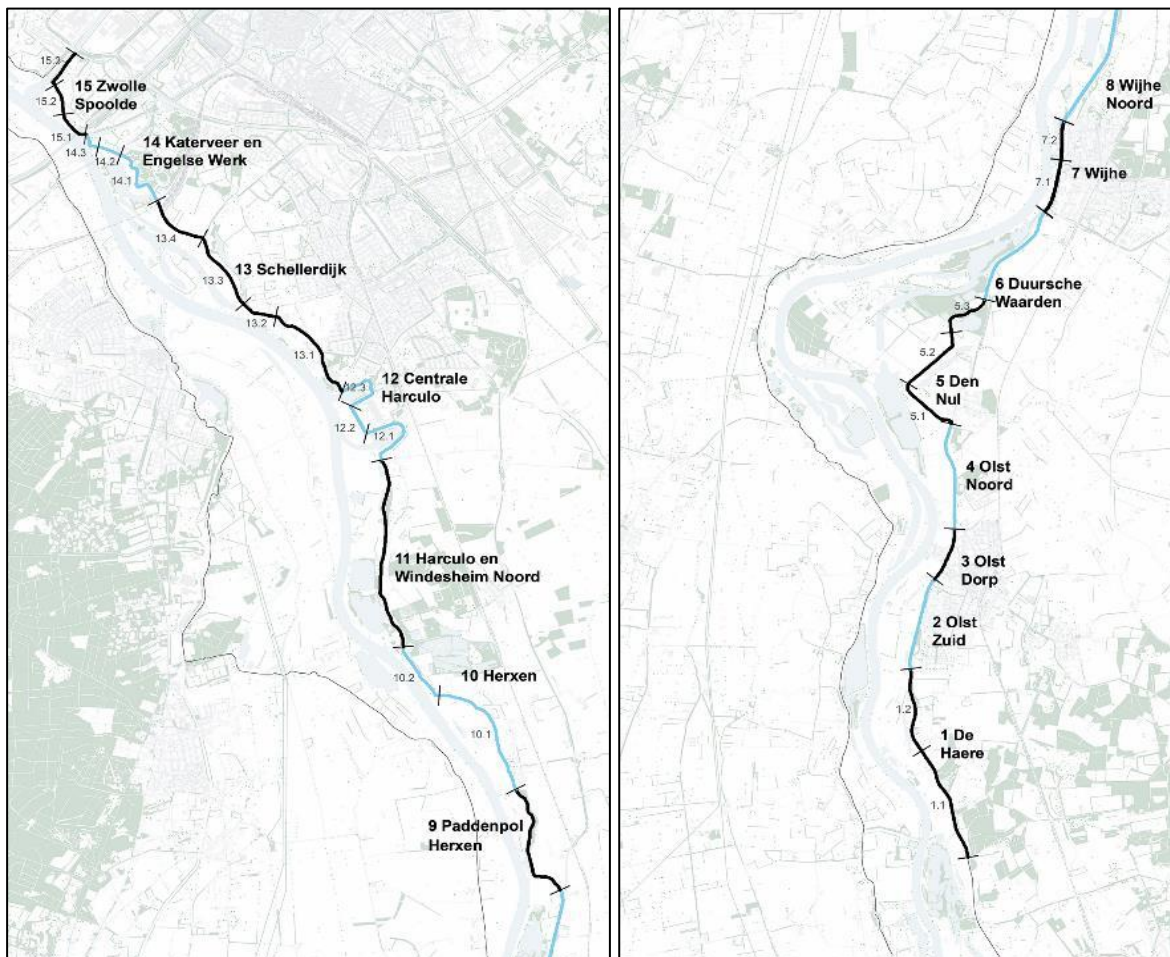 15.2
15 Zwolle
Spoolde
15.2
15.1
14 Katerveer en
Engelse Werk
14.3
14.2
14.1
13.4
13 Schellerdijk
13.3
13.2
13.1
12 Centrale
Harculo
12.3
12.2
12.1
11 Harculo en
Windesheim Noord
10 Herxen
10.2
10.1
9 Paddenpol
Herxen
8 Wijhe
Noord
7.2
7 Wijhe
7.1
6 Duursche
Waarden
5.3
5.2
5 Den
Nul
5.1
4 Olst
Noord
3 Olst
Dorp
2 Olst
Zuid
1.2
1 De
Haere
1.1